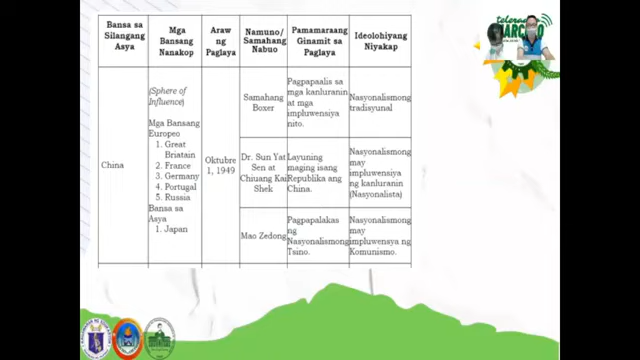 Bansa sa
Silangang
Asya
Mga
Bansang
Nanakop
Araw
ng
Paglaya
Namuno/
Samahang
Nabuo
Pamamaraang
Ginamit sa
Paglaya
Ideolohiyang
Niyakap
China
(Sphere of
Influence)
Mga Bansang
Europeo
1. Great
Briatain
2. France
3. Germany
4. Portugal
5. Russia
Bansa sa
Asya
1. Japan
Oktubre
1, 1949
Samahang
Boxer
Pagpapaalis sa
mga kanluranin
at mga
impluwensiya
nito.
Nasyonalismong
tradisyunal
Dr. Sun Yat
Sen at
Chiuang Kai
Shek
Layuning
maging isang
Republika ang
China.
Nasyonalismong
may
impluwensiya
ng kanluranin
(Nasyonalista)
Mao Zedong
Pagpapalakas
ng
Nasyonalismong
Tsino.
Nasyonalismong
may
impluwensya ng
Komunismo.